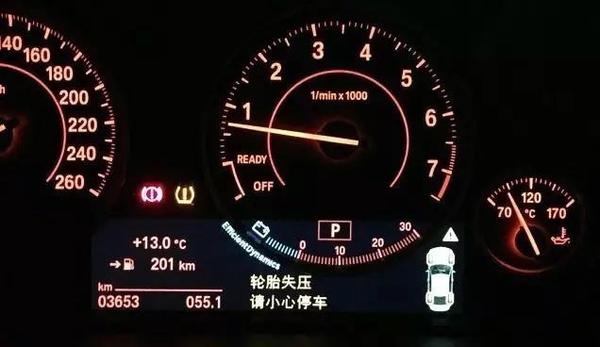 140
160
180
200
220
240
260
h
1
2
3
4
5
6
7
1/min x 1000
READY
OFF
70
120
170
°C
EfficientDynamics
0
10
20
30
P
+13.0 °C
201 km
km
03653 055.1
轮胎失压
请小心停车